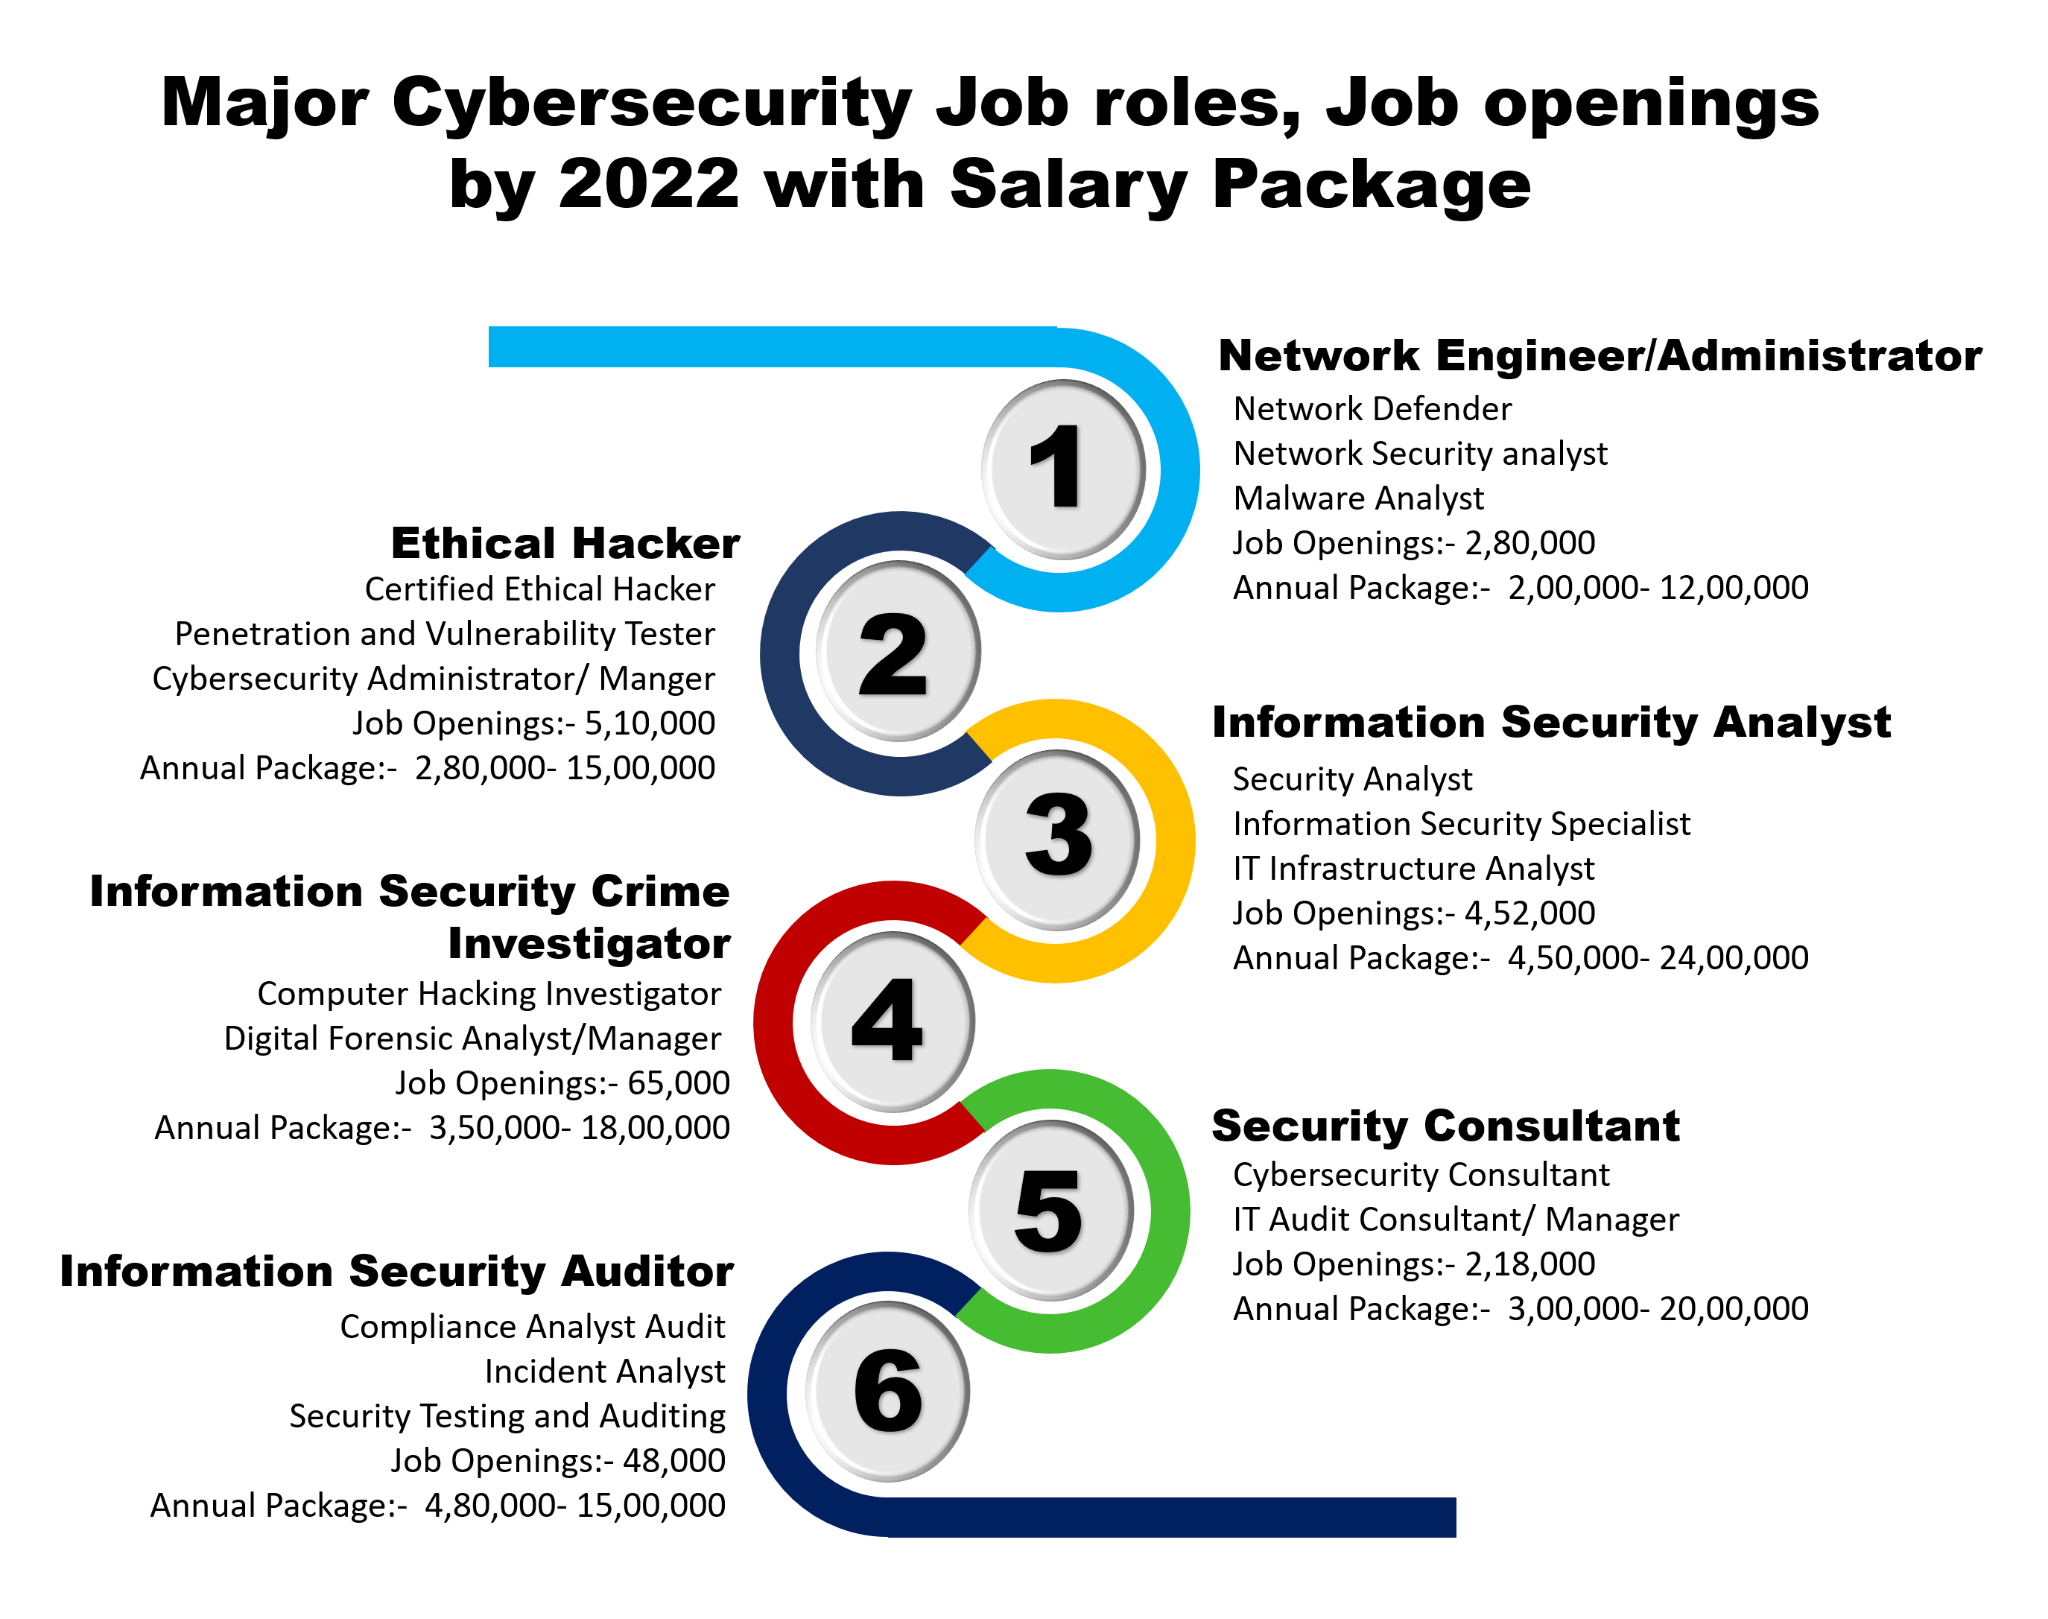 Major Cybersecurity Job roles, Job openings
by 2022 with Salary Package
1
Network Engineer/Administrator
Network Defender
Network Security analyst
Malware Analyst
Job Openings:- 2,80,000
Annual Package:- 2,00,000- 12,00,000
2
Ethical Hacker
Certified Ethical Hacker
Penetration and Vulnerability Tester
Cybersecurity Administrator/ Manger
Job Openings:- 5,10,000
Annual Package:- 2,80,000- 15,00,000
3
Information Security Analyst
Security Analyst
Information Security Specialist
IT Infrastructure Analyst
Job Openings:- 4,52,000
Annual Package:- 4,50,000- 24,00,000
4
Information Security Crime
Investigator
Computer Hacking Investigator
Digital Forensic Analyst/Manager
Job Openings:- 65,000
Annual Package:- 3,50,000- 18,00,000
5
Security Consultant
Cybersecurity Consultant
IT Audit Consultant/ Manager
Job Openings:- 2,18,000
Annual Package:- 3,00,000- 20,00,000
6
Information Security Auditor
Compliance Analyst Audit
Incident Analyst
Security Testing and Auditing
Job Openings:- 48,000
Annual Package:- 4,80,000- 15,00,000